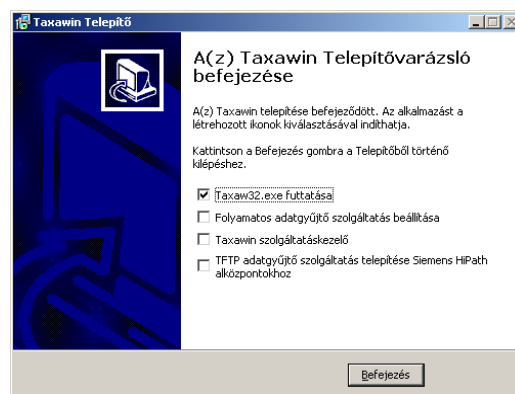 Taxawin Telepítő
A(z) Taxawin Telepítővarázsló
befejezése
A(z) Taxawin telepítése befejeződött. Az alkalmazást a
létrehozott ikonok kiválasztásával indíthatja.
Kattintson a Befejezés gombra a Telepítőből történő
kilépéshez.
Taxaw32.exe futtatása
Folyamatos adatgyűjtő szolgáltatás beállítása
Taxawin szolgáltatáskezelő
TFTP adatgyűjtő szolgáltatás telepítése Siemens HiPath
alközpontokhoz
Befejezés